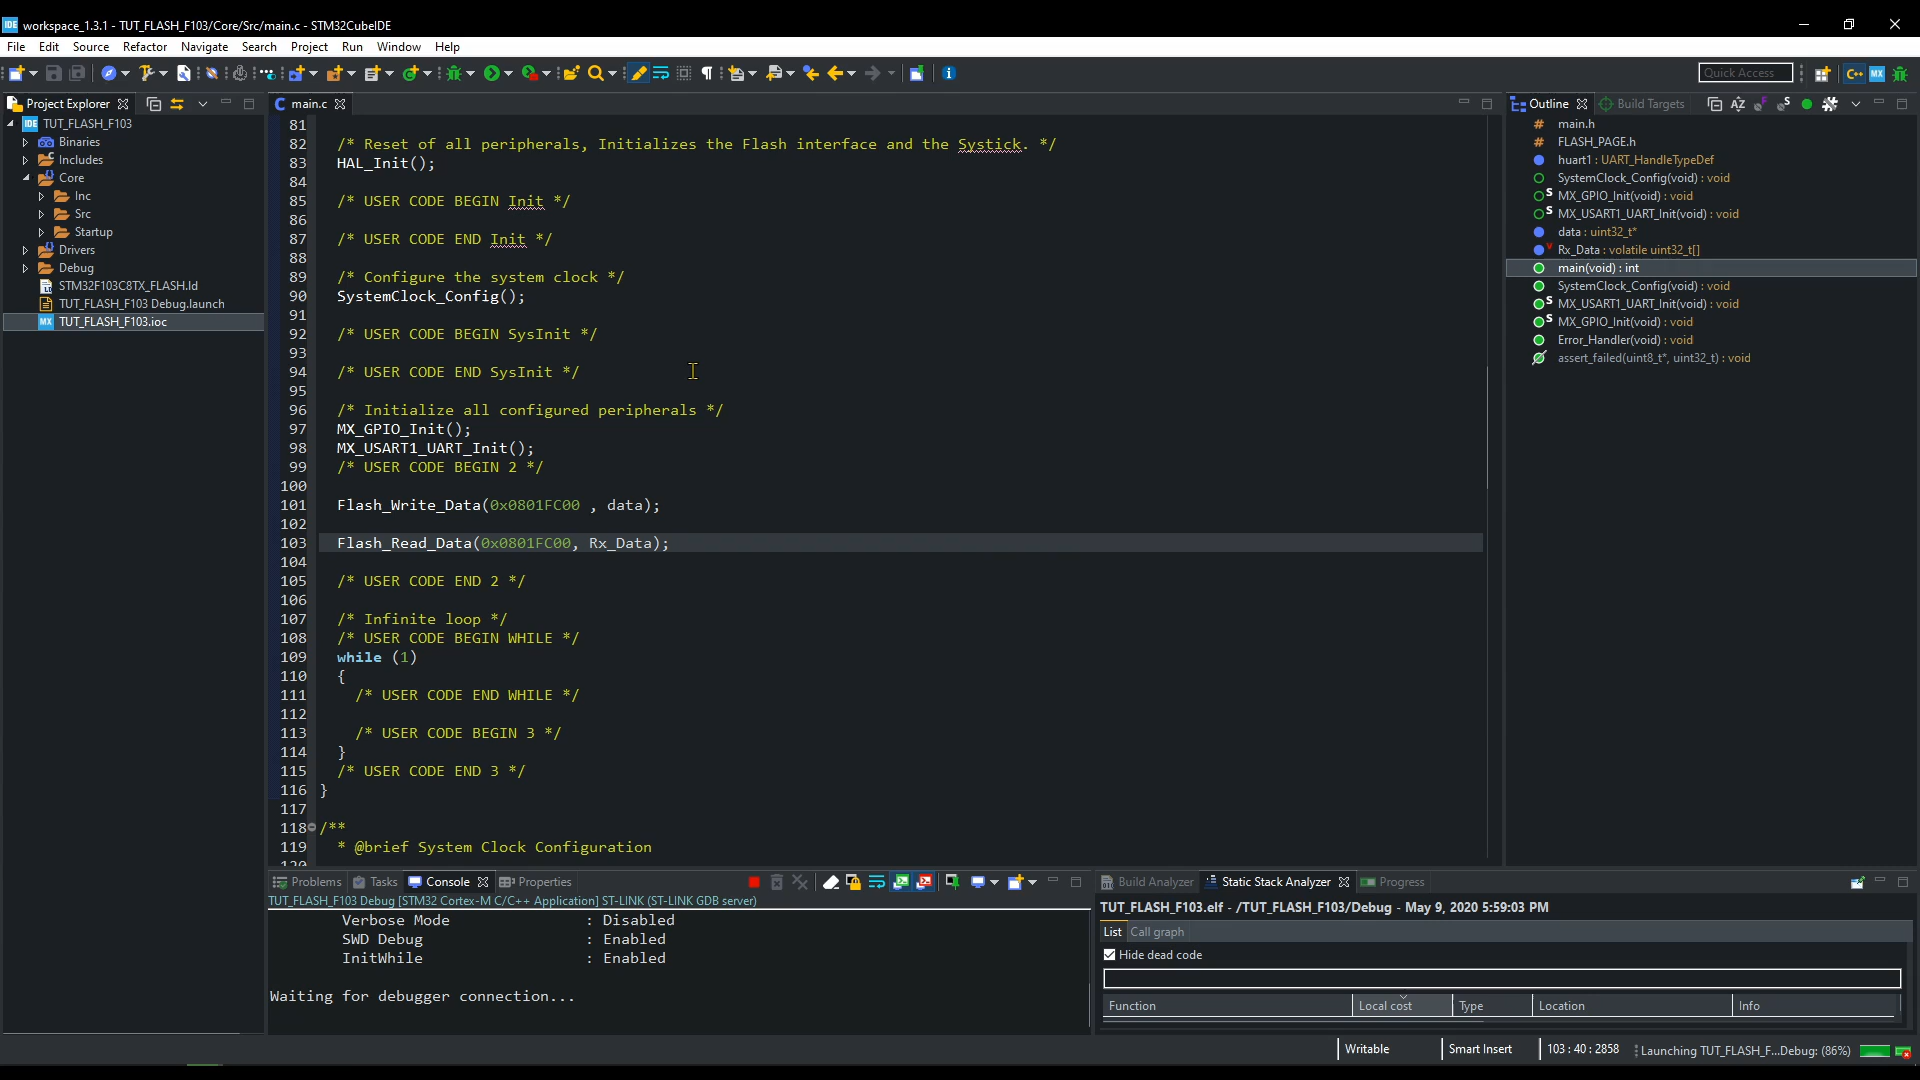 IDE workspace_1.3.1 - TUT_FLASH_F103/Core/Src/main.c - STM32CubeIDE
File Edit Source Refactor Navigate Search Project Run Window Help
Quick Access
Project Explorer
IDE TUT_FLASH_F103
Binaries
Includes
Core
Inc
Src
Startup
Drivers
Debug
STM32F103C8TX_FLASH.ld
TUT_FLASH_F103 Debug.launch
MX TUT_FLASH_F103.ioc
main.c
81
82 /* Reset of all peripherals, Initializes the Flash interface and the Systick. */
83 HAL_Init();
84
85 /* USER CODE BEGIN Init */
86
87 /* USER CODE END Init */
88
89 /* Configure the system clock */
90 SystemClock_Config();
91
92 /* USER CODE BEGIN SysInit */
93
94 /* USER CODE END SysInit */
95
96 /* Initialize all configured peripherals */
97 MX_GPIO_Init();
98 MX_USART1_UART_Init();
99 /* USER CODE BEGIN 2 */
100
101 Flash_Write_Data(0x0801FC00 , data);
102
103 Flash_Read_Data(0x0801FC00, Rx_Data);
104
105 /* USER CODE END 2 */
106
107 /* Infinite loop */
108 /* USER CODE BEGIN WHILE */
109 while (1)
110 {
111 /* USER CODE END WHILE */
112
113 /* USER CODE BEGIN 3 */
114 }
115 /* USER CODE END 3 */
116 }
117
118 /**
119 * @brief System Clock Configuration
120
Outline Build Targets
main.h
FLASH_PAGE.h
huart1 : UART_HandleTypeDef
SystemClock_Config(void) : void
MX_GPIO_Init(void) : void
MX_USART1_UART_Init(void) : void
data : uint32_t*
Rx_Data : volatile uint32_t[]
main(void) : int
SystemClock_Config(void) : void
MX_USART1_UART_Init(void) : void
MX_GPIO_Init(void) : void
Error_Handler(void) : void
assert_failed(uint8_t*, uint32_t) : void
Problems Tasks Console Properties
TUT_FLASH_F103 Debug [STM32 Cortex-M C/C++ Application] ST-LINK (ST-LINK GDB server)
Verbose Mode : Disabled
SWD Debug : Enabled
InitWhile : Enabled
Waiting for debugger connection...
Build Analyzer Static Stack Analyzer Progress
TUT_FLASH_F103.elf - /TUT_FLASH_F103/Debug - May 9, 2020 5:59:03 PM
List Call graph
Hide dead code
Function Local cost Type Location Info
Writable Smart Insert 103 : 40 : 2858 Launching TUT_FLASH_F...Debug: (86%)